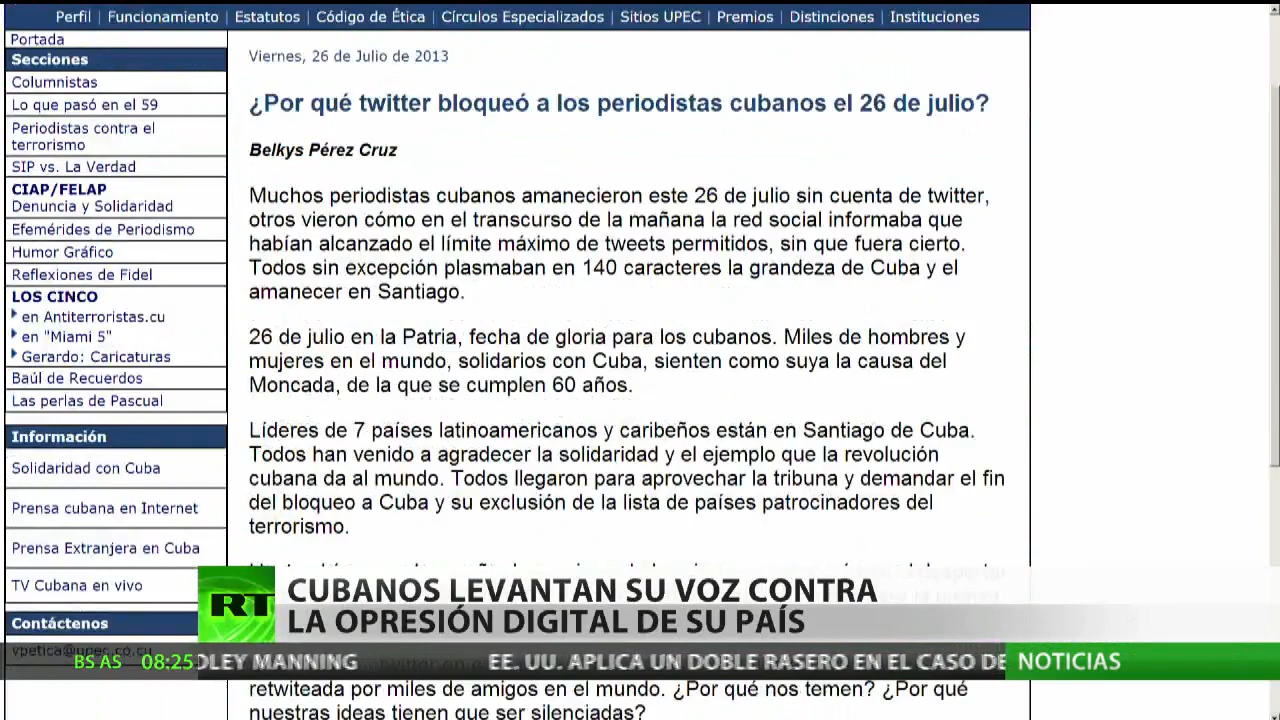 Perfil | Funcionamiento | Estatutos | Código de Ética | Círculos Especializados | Sitios UPEC | Premios | Distinciones | Instituciones
Portada
Secciones
Columnistas
Lo que pasó en el 59
Periodistas contra el
terrorismo
SIP vs. La Verdad
CIAP/FELAP
Denuncia y Solidaridad
Efemérides de Periodismo
Humor Gráfico
Reflexiones de Fidel
LOS CINCO
en Antiterroristas.cu
en "Miami 5"
Gerardo: Caricaturas
Baúl de Recuerdos
Las perlas de Pascual
Información
Solidaridad con Cuba
Prensa cubana en Internet
Prensa Extranjera en Cuba
TV Cubana en vivo
Contáctenos
vpetica@upec.co.cu
Viernes, 26 de Julio de 2013
¿Por qué twitter bloqueó a los periodistas cubanos el 26 de julio?
Belkys Pérez Cruz
Muchos periodistas cubanos amanecieron este 26 de julio sin cuenta de twitter,
otros vieron cómo en el transcurso de la mañana la red social informaba que
habían alcanzado el límite máximo de tweets permitidos, sin que fuera cierto.
Todos sin excepción plasmaban en 140 caracteres la grandeza de Cuba y el
amanecer en Santiago.
26 de julio en la Patria, fecha de gloria para los cubanos. Miles de hombres y
mujeres en el mundo, solidarios con Cuba, sienten como suya la causa del
Moncada, de la que se cumplen 60 años.
Líderes de 7 países latinoamericanos y caribeños están en Santiago de Cuba.
Todos han venido a agradecer la solidaridad y el ejemplo que la revolución
cubana da al mundo. Todos llegaron para aprovechar la tribuna y demandar el fin
del bloqueo a Cuba y su exclusión de la lista de países patrocinadores del
terrorismo.
RT
CUBANOS LEVANTAN SU VOZ CONTRA
LA OPRESIÓN DIGITAL DE SU PAÍS
BS AS 08:25 DLEY MANNING EE. UU. APLICA UN DOBLE RASERO EN EL CASO DE NOTICIAS
retwiteada por miles de amigos en el mundo. ¿Por qué nos temen? ¿Por qué
nuestras ideas tienen que ser silenciadas?